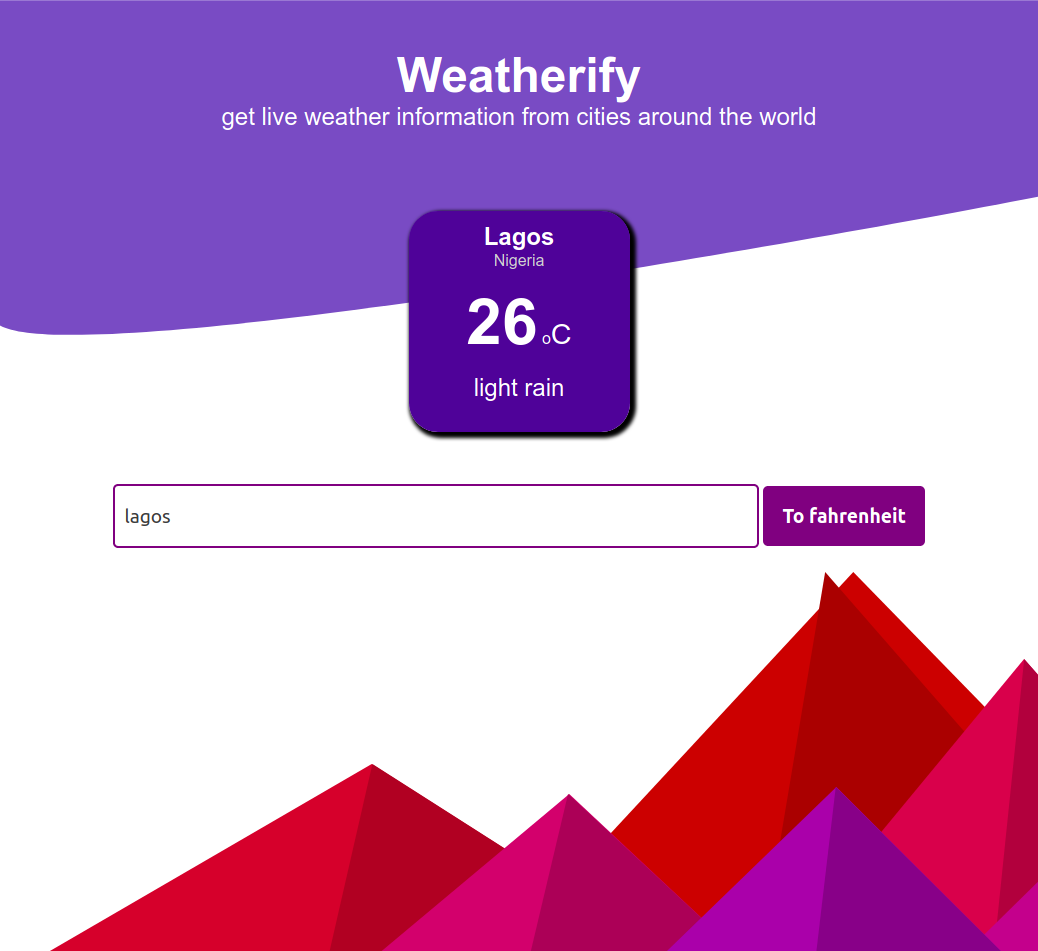 Weatherify
get live weather information from cities around the world
Lagos
Nigeria
26 oC
light rain
lagos
To fahrenheit